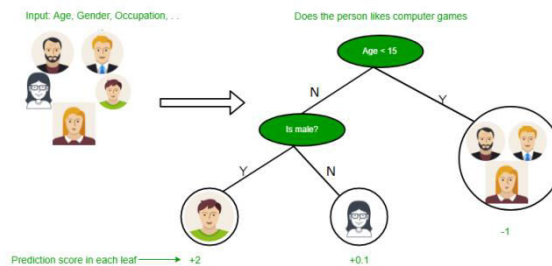 Input: Age, Gender, Occupation, . .
Does the person likes computer games
Age < 15
N
Y
Is male?
Y
N
-1
Prediction score in each leaf
+2
+0.1